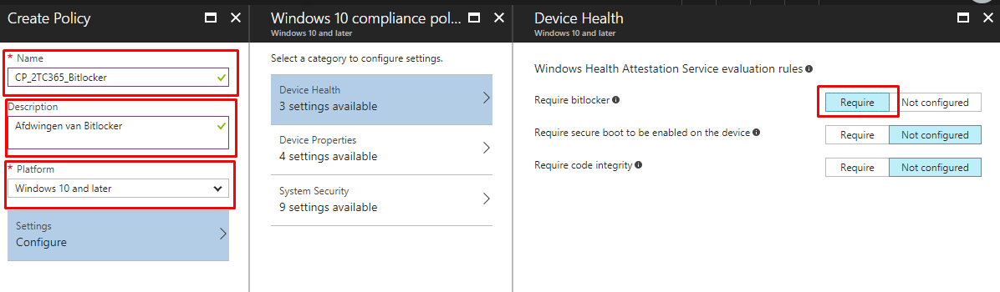 Create Policy
* Name
CP_2TC365_Bitlocker
Description
Afdwingen van Bitlocker
* Platform
Windows 10 and later
Settings
Configure
Windows 10 compliance pol...
Windows 10 and later
Select a category to configure settings.
Device Health
3 settings available
Device Properties
4 settings available
System Security
9 settings available
Device Health
Windows 10 and later
Windows Health Attestation Service evaluation rules
Require bitlocker Require Not configured
Require secure boot to be enabled on the device Require Not configured
Require code integrity Require Not configured